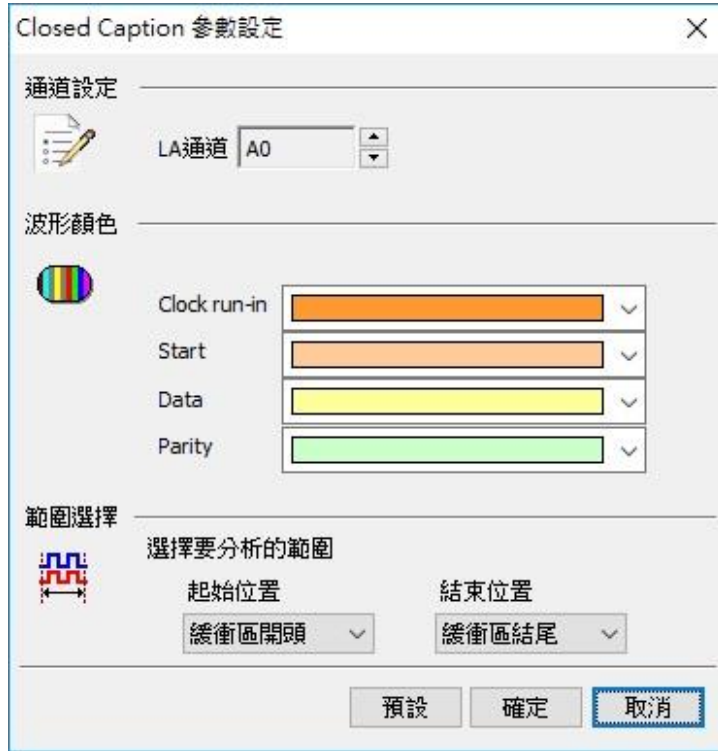 Closed Caption 參數設定
通道設定
LA通道 A0
波形顏色
Clock run-in
Start
Data
Parity
範圍選擇
選擇要分析的範圍
起始位置 結束位置
緩衝區開頭 緩衝區結尾
預設 確定 取消